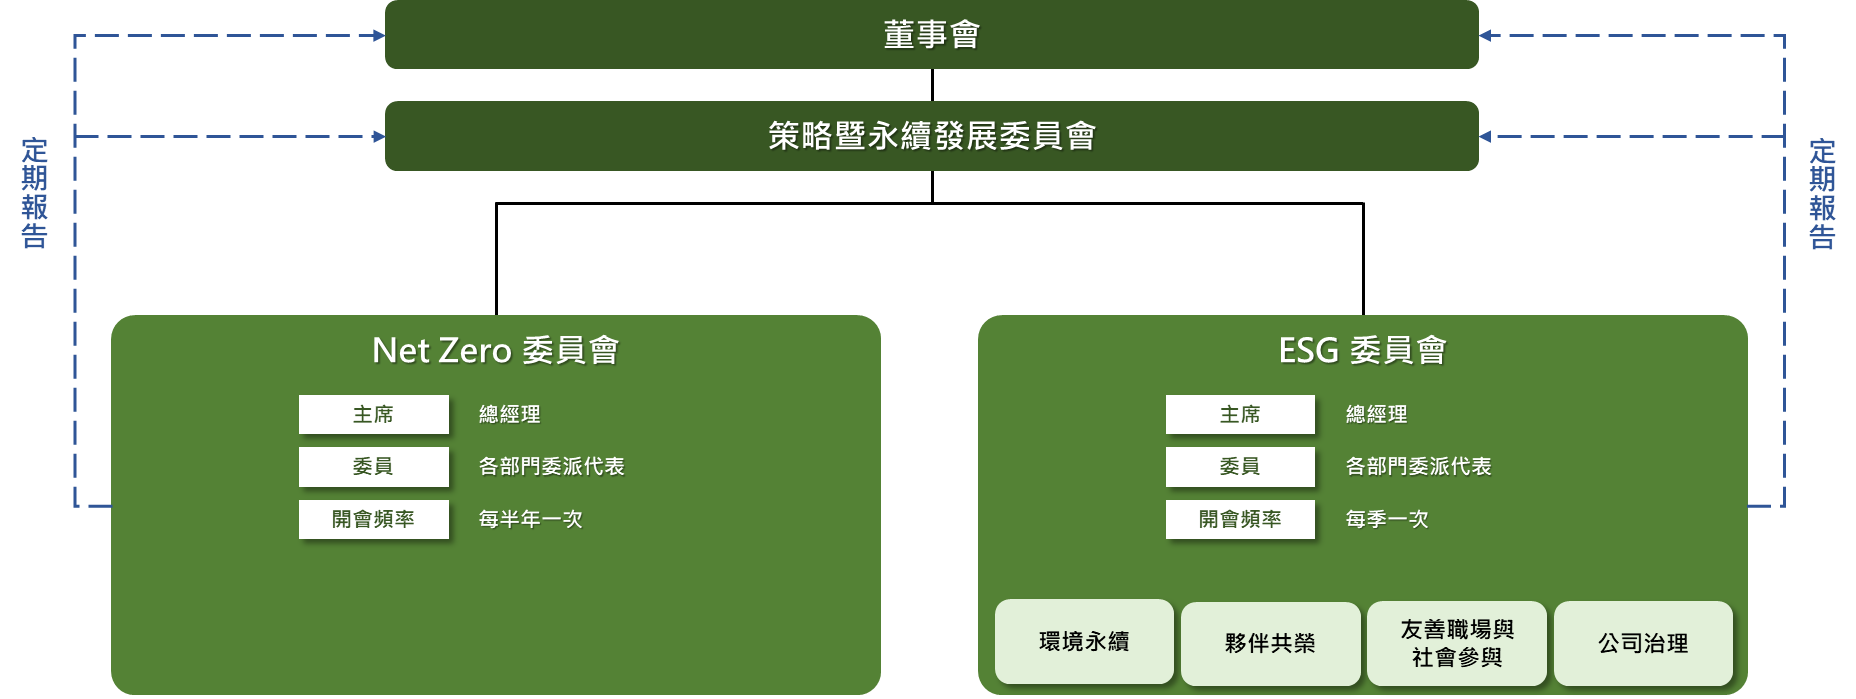 董事會
策略暨永續發展委員會
定期報告
定期報告
Net Zero 委員會
主席 總經理
委員 各部門委派代表
開會頻率 每半年一次
ESG 委員會
主席 總經理
委員 各部門委派代表
開會頻率 每季一次
環境永續
夥伴共榮
友善職場與
社會參與
公司治理